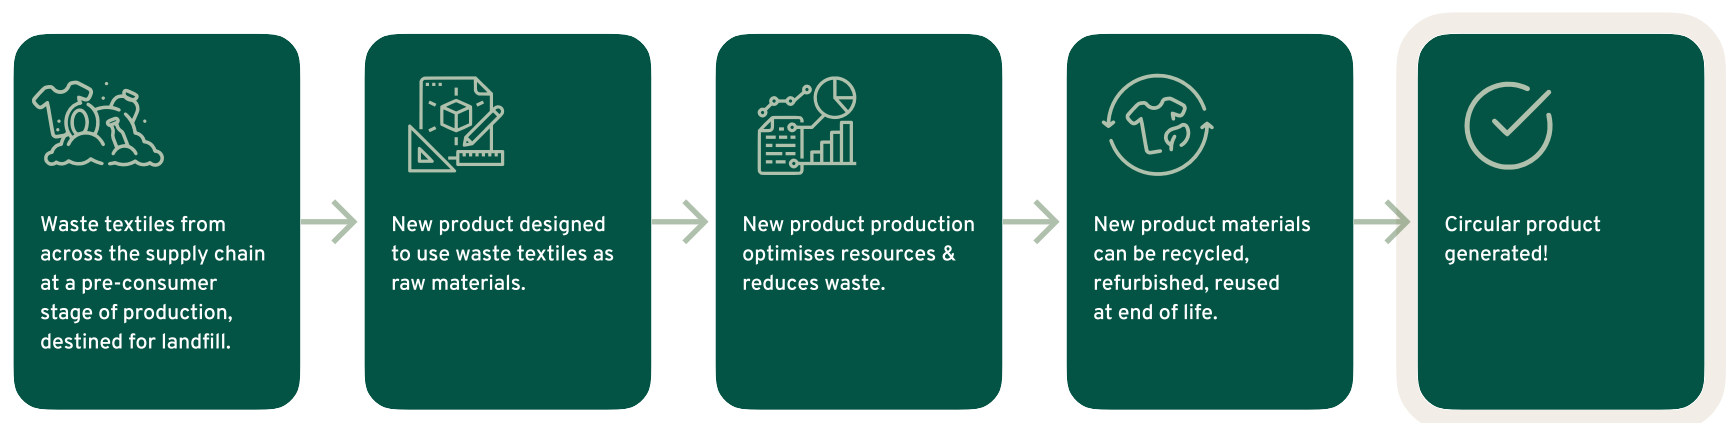 Waste textiles from
across the supply chain
at a pre-consumer
stage of production,
destined for landfill.
New product designed
to use waste textiles as
raw materials.
New product production
optimises resources &
reduces waste.
New product materials
can be recycled,
refurbished, reused
at end of life.
Circular product
generated!